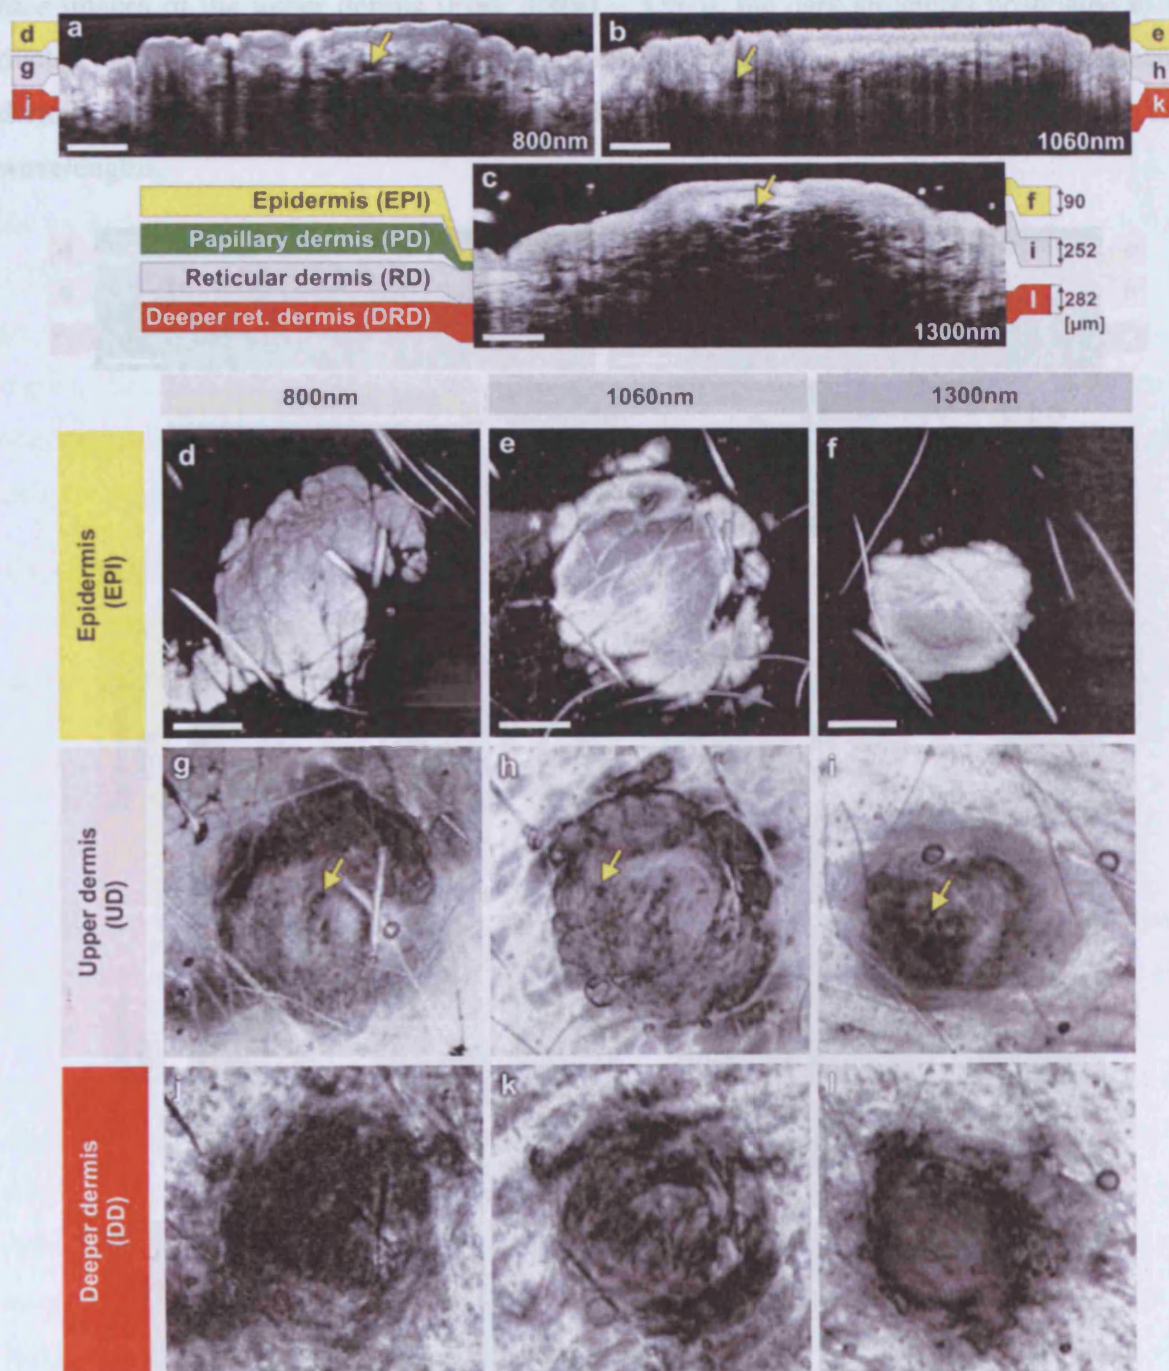 a
d
g
j
800nm
b
e
h
k
1060nm
wavelengths
c
Epidermis (EPI)
Papillary dermis (PD)
Reticular dermis (RD)
Deeper ret. dermis (DRD)
1300nm
f 90
i 252
l 282
[µm]
800nm 1060nm 1300nm
Epidermis
(EPI)
d e f
Upper dermis
(UD)
g h i
Deeper dermis
(DD)
j k l